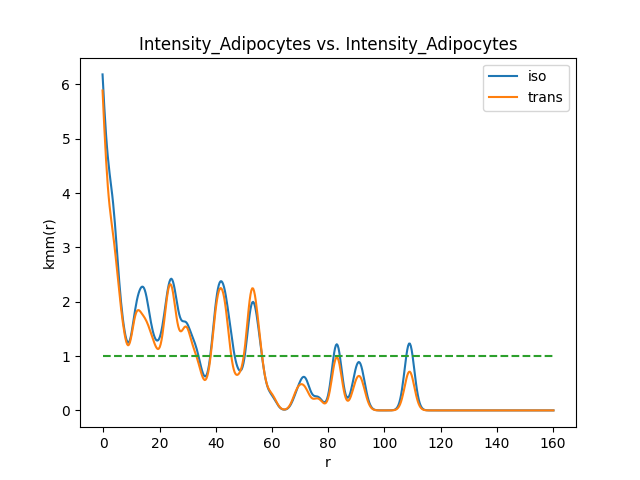 Intensity_Adipocytes vs. Intensity_Adipocytes
iso
trans
kmm(r)
6
5
4
3
2
1
0
0 20 40 60 80 100 120 140 160
r